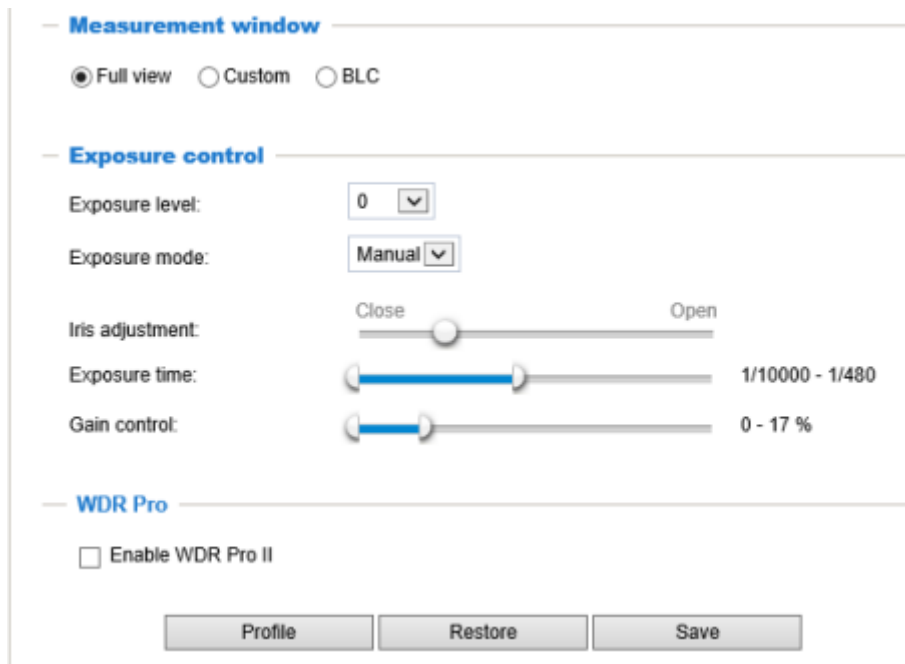 Measurement window
Full view Custom BLC
Exposure control
Exposure level: 0
Exposure mode: Manual
Close Open
Iris adjustment:
Exposure time: 1/10000 - 1/480
Gain control: 0 - 17 %
WDR Pro
Enable WDR Pro II
Profile Restore Save